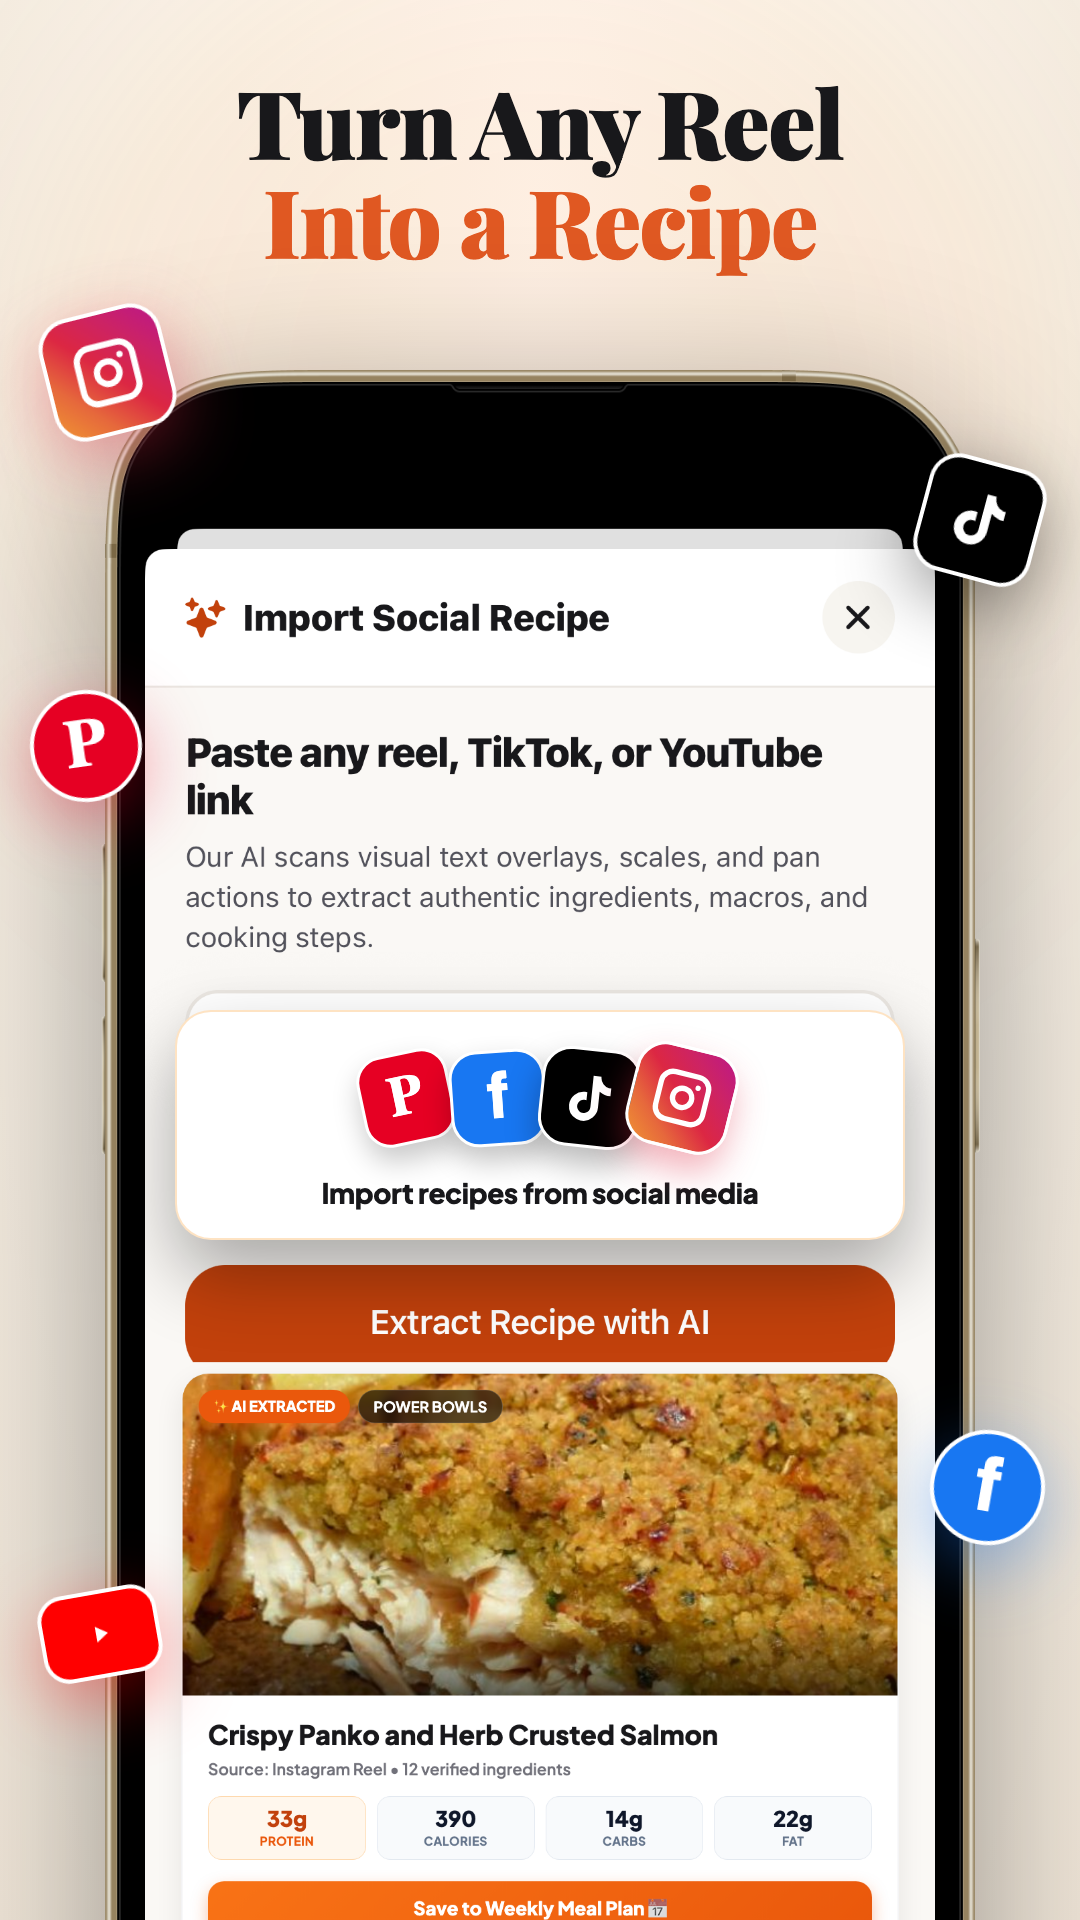 Turn Any Reel
Into a Recipe
Import Social Recipe
P
Paste any reel, TikTok, or YouTube
link
Our AI scans visual text overlays, scales, and pan
actions to extract authentic ingredients, macros, and
cooking steps.
P f
Import recipes from social media
Extract Recipe with AI
✨ AI EXTRACTED
POWER BOWLS
f
Crispy Panko and Herb Crusted Salmon
Source: Instagram Reel • 12 verified ingredients
33g 390 14g 22g
PROTEIN CALORIES CARBS FAT
Save to Weekly Meal Plan 📅 17